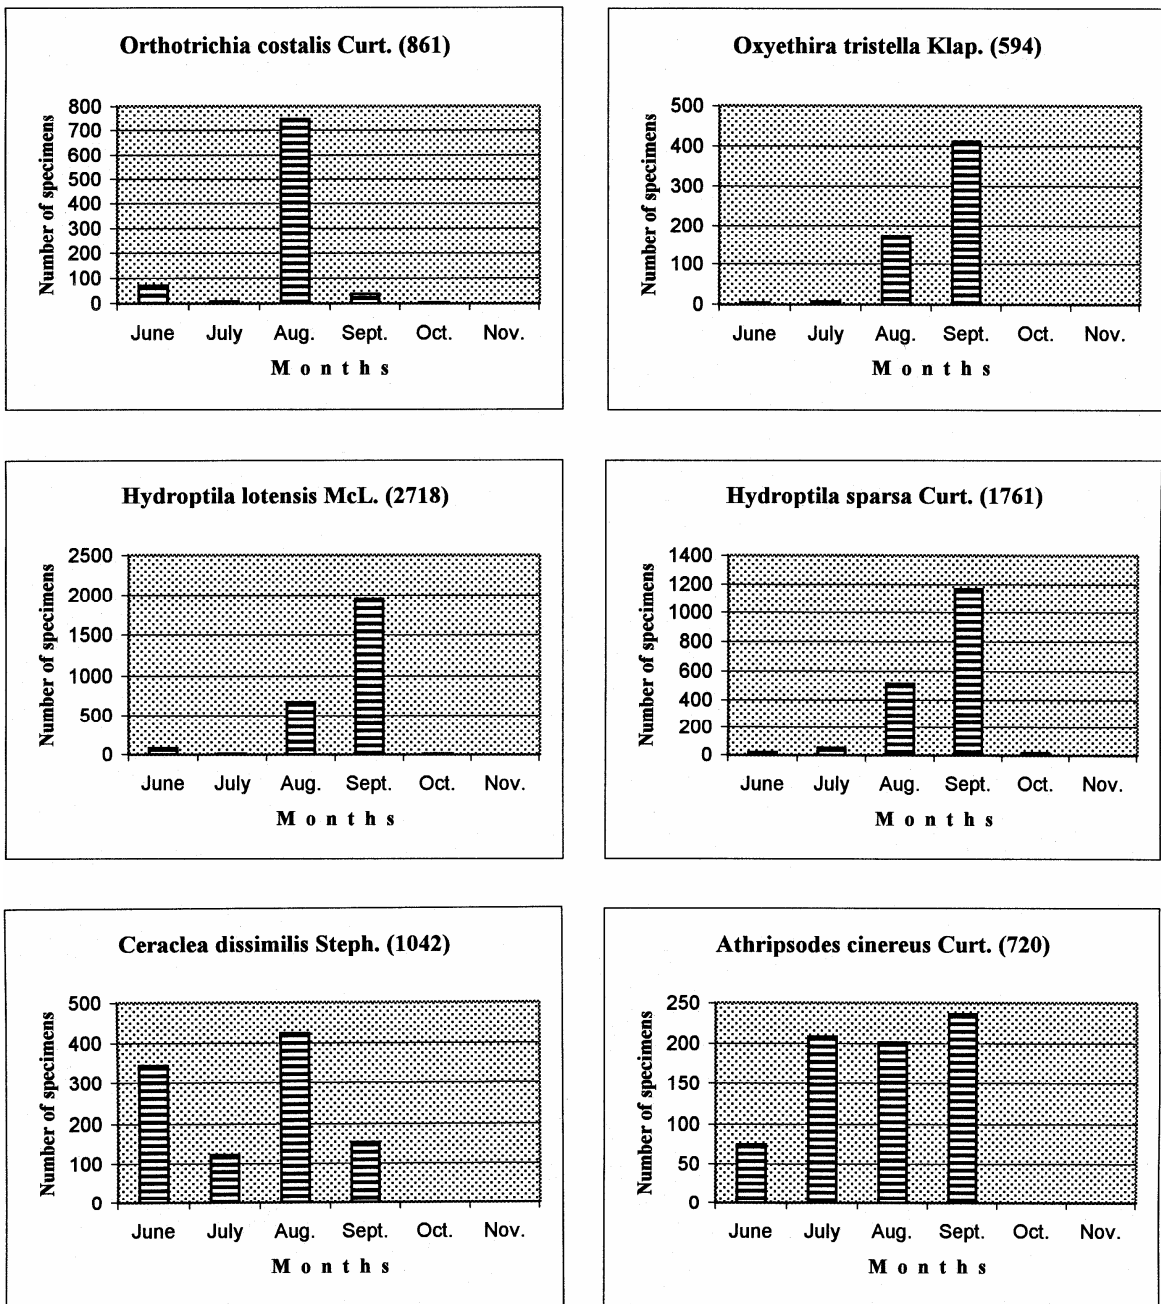 Orthotrichia costalis Curt. (861)
Number of specimens
800
700
600
500
400
300
200
100
0
June July Aug. Sept. Oct. Nov.
M o n t h s
Oxyethira tristella Klap. (594)
Number of specimens
500
400
300
200
100
0
June July Aug. Sept. Oct. Nov.
M o n t h s
Hydroptila lotensis McL. (2718)
Number of specimens
2500
2000
1500
1000
500
0
June July Aug. Sept. Oct. Nov.
M o n t h s
Hydroptila sparsa Curt. (1761)
Number of specimens
1400
1200
1000
800
600
400
200
0
June July Aug. Sept. Oct. Nov.
M o n t h s
Ceraclea dissimilis Steph. (1042)
Number of specimens
500
400
300
200
100
0
June July Aug. Sept. Oct. Nov.
M o n t h s
Athripsodes cinereus Curt. (720)
Number of specimens
250
200
150
100
50
0
June July Aug. Sept. Oct. Nov.
M o n t h s